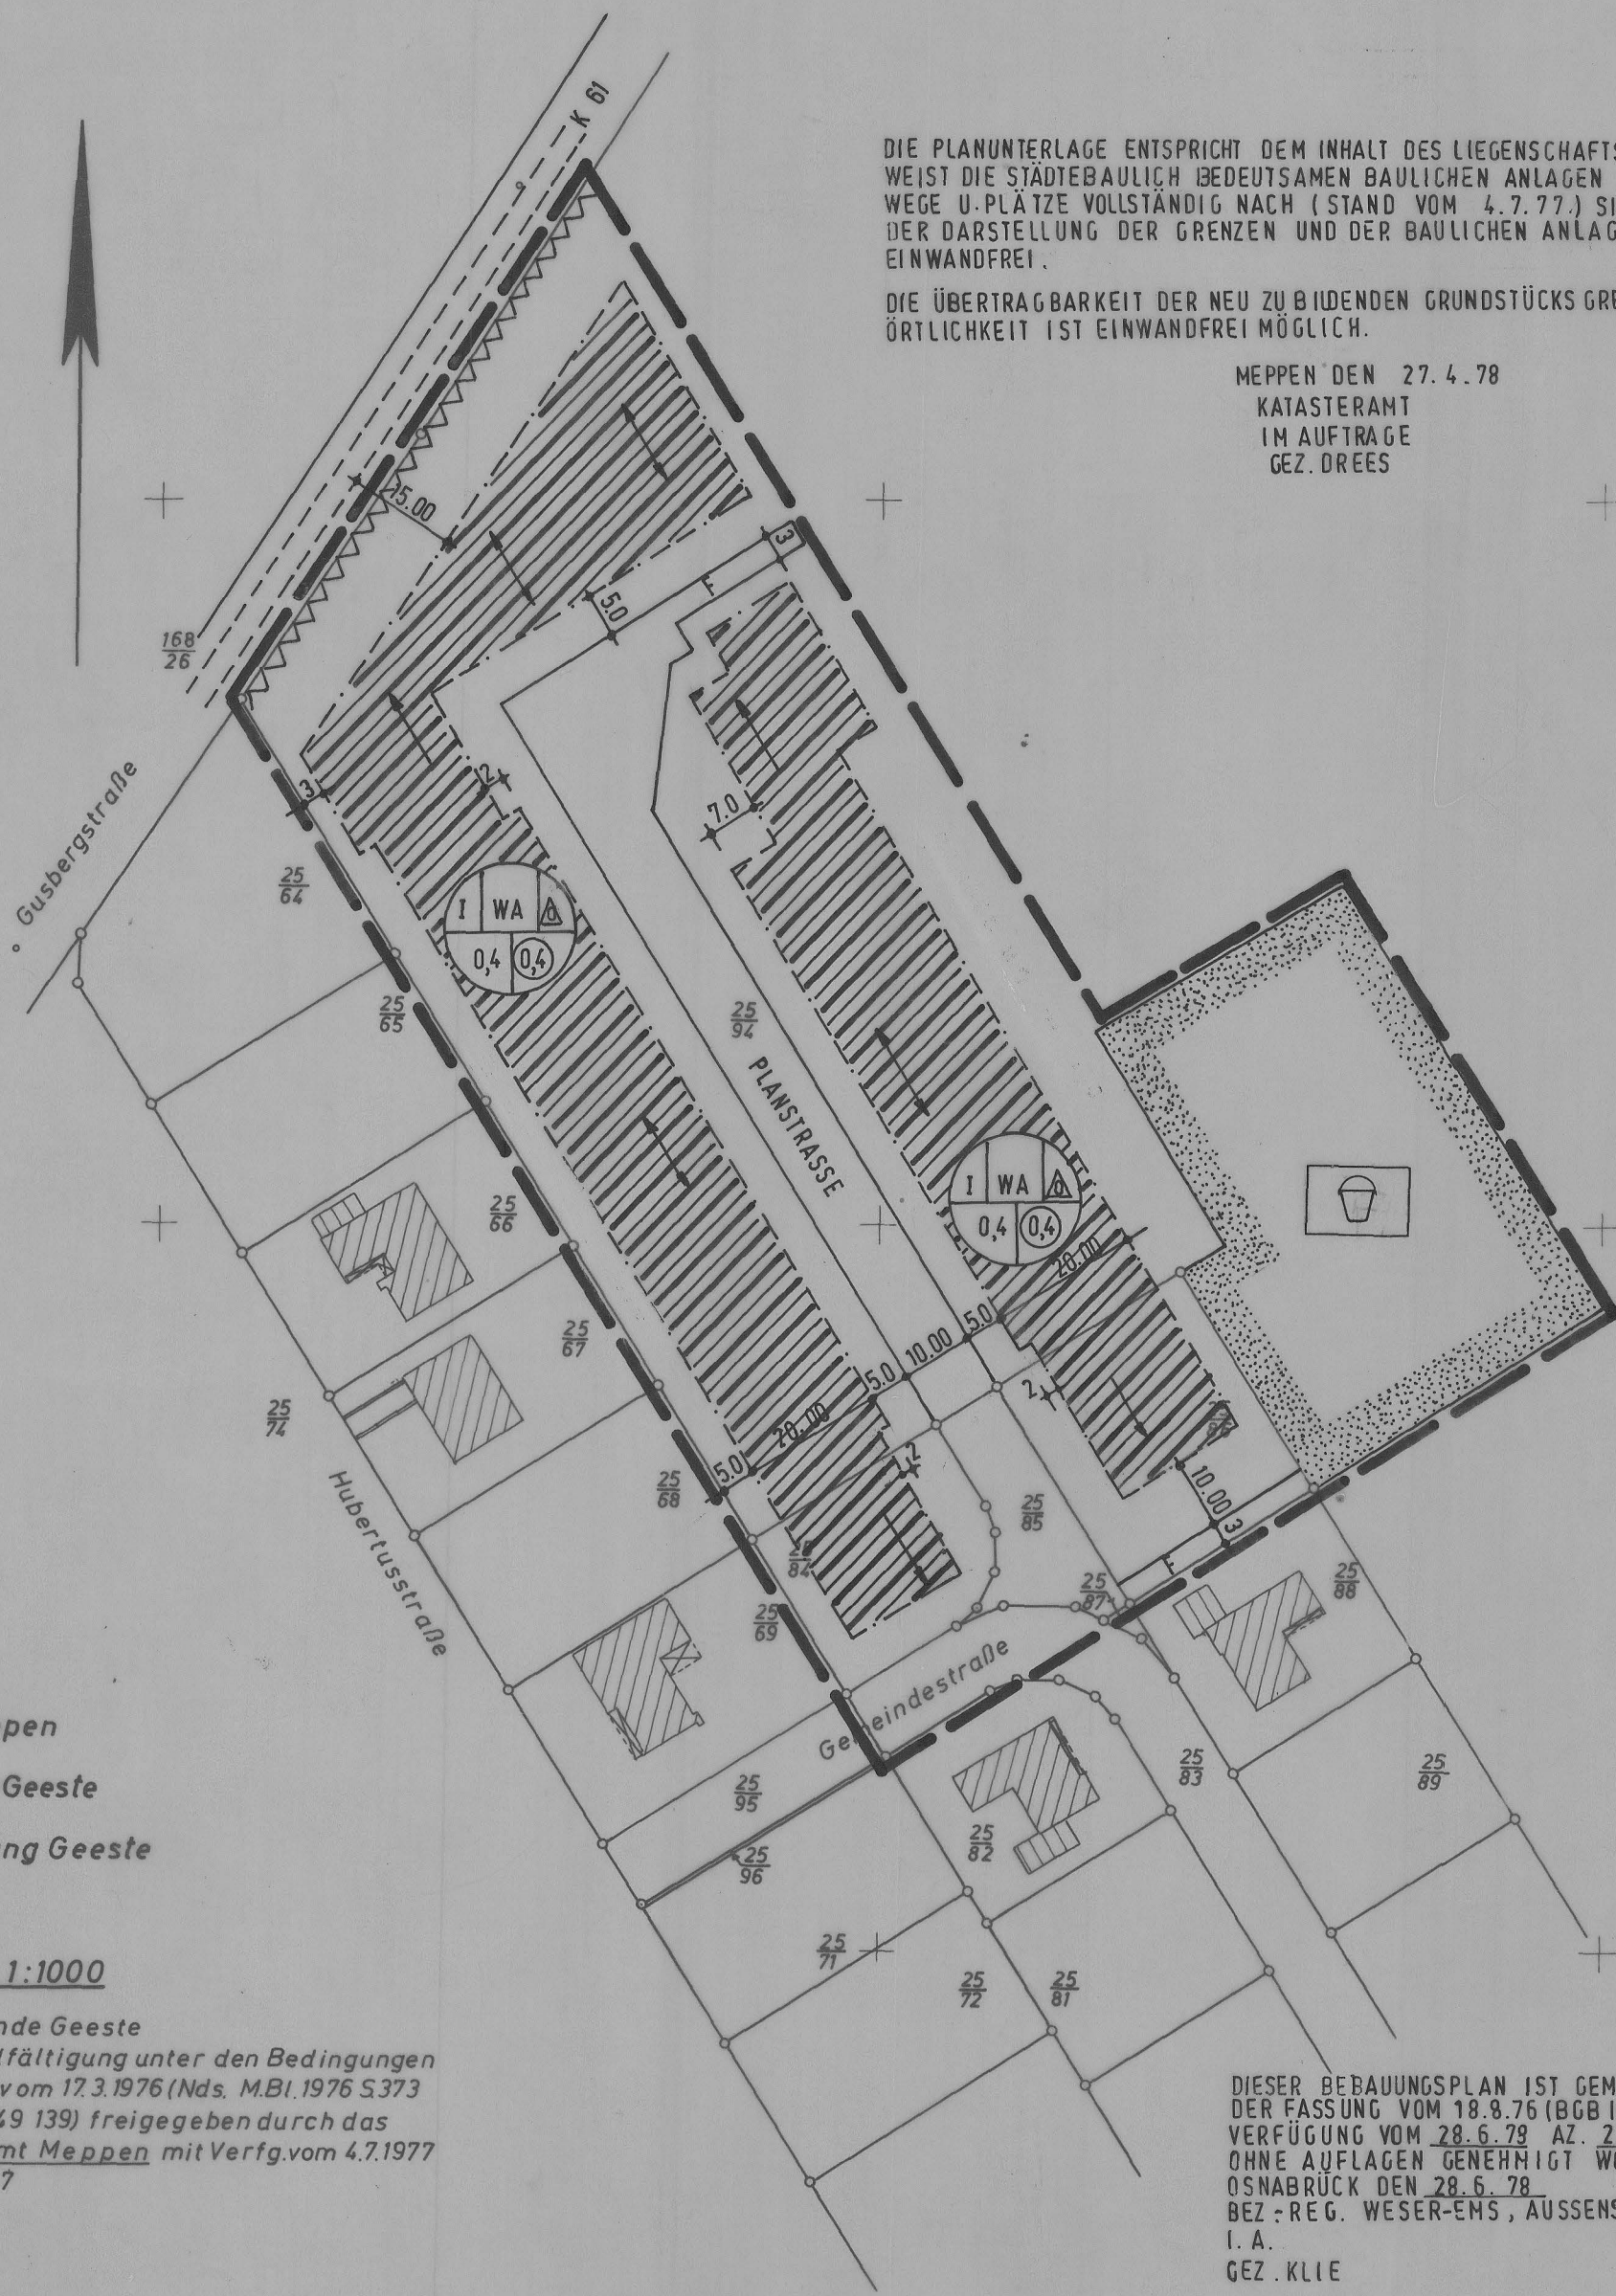 K 61
DIE PLANUNTERLAGE ENTSPRICHT DEM INHALT DES LIEGENSCHAFTS
WEIST DIE STÄDTEBAULICH BEDEUTSAMEN BAULICHEN ANLAGEN
WEGE U. PLÄTZE VOLLSTÄNDIG NACH (STAND VOM 4.7.77.) SI
DER DARSTELLUNG DER GRENZEN UND DER BAULICHEN ANLAG
EINWANDFREI.
DIE ÜBERTRAGBARKEIT DER NEU ZU BILDENDEN GRUNDSTÜCKS GRE
ÖRTLICHKEIT IST EINWANDFREI MÖGLICH.
MEPPEN DEN 27.4.78
KATASTERAMT
IM AUFTRAGE
GEZ. DREES
15.00
3
F
5.0
168
26
Gusbergstraße
3
2
7.0
25
64
I WA
0,4 0,4
25
65
25
94
PLANSTRASSE
25
66
I WA
0,4 0,4
20.00
25
67
5.0
10.00
5.0
2
25
74
20.00
2
5.0
25
68
10.00
3
F
Hubertusstraße
25
85
84
25
87
25
88
25
69
Gemeindestraße
25
95
25
83
25
89
25
96
25
82
25
71
25
72
25
81
pen
Geeste
ng Geeste
1:1000
nde Geeste
lfältigung unter den Bedingungen
vom 17.3.1976 (Nds. M.Bl. 1976 S.373
49 139) freigegeben durch das
mt Meppen mit Verfg.vom 4.7.1977
7
DIESER BEBAUUNGSPLAN IST GEM
DER FASSUNG VOM 18.8.76 (BGB I
VERFÜGUNG VOM 28.6.79 AZ. 2
OHNE AUFLAGEN GENEHMIGT W
OSNABRÜCK DEN 28.6.78
BEZ.-REG. WESER-EMS, AUSSENS
I. A.
GEZ. KLIE